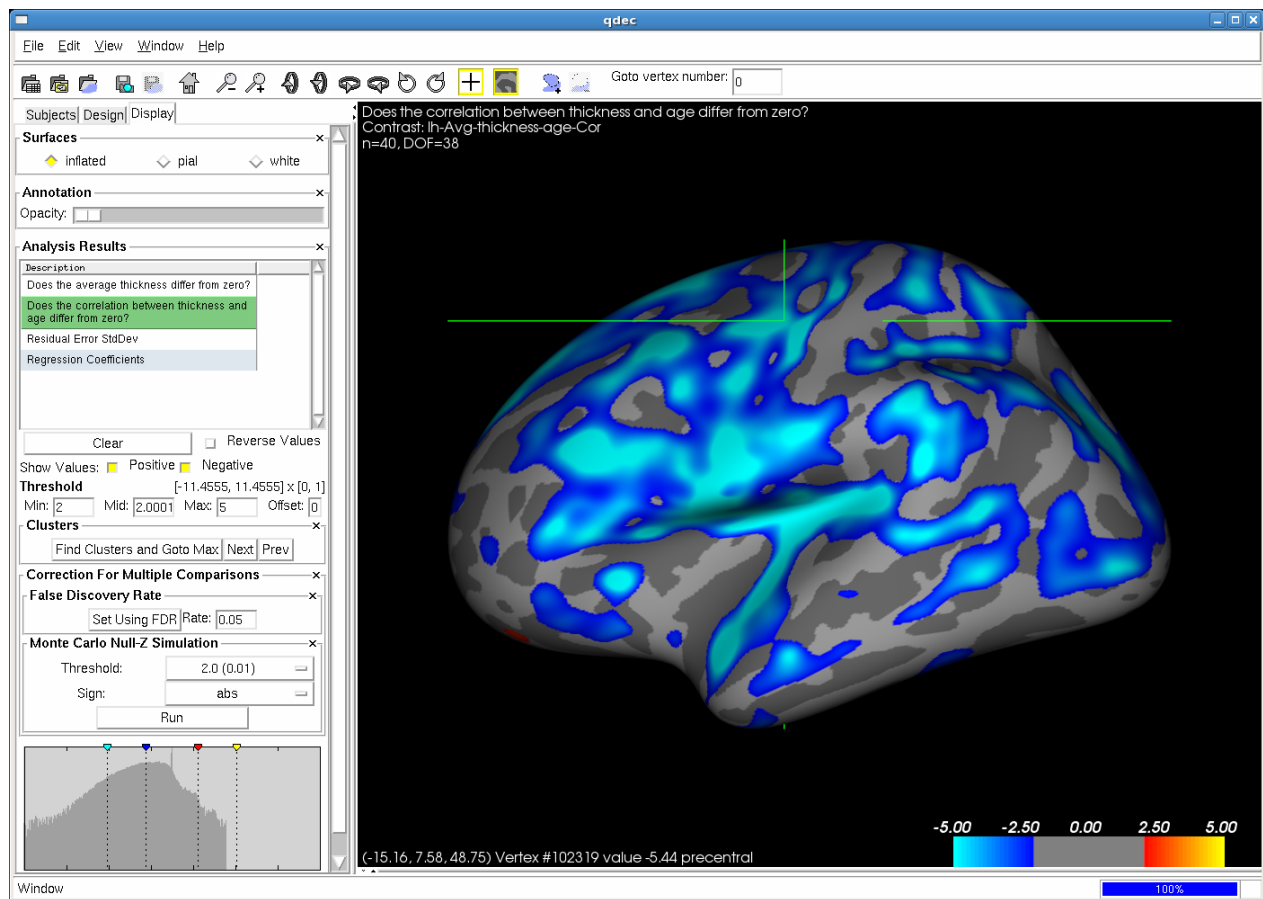 qdec
File Edit View Window Help
Goto vertex number: 0
Subjects Design Display
Surfaces
inflated pial white
Annotation
Opacity:
Analysis Results
Description
Does the average thickness differ from zero?
Does the correlation between thickness and
age differ from zero?
Residual Error StdDev
Regression Coefficients
Clear Reverse Values
Show Values: Positive Negative
Threshold [-11.4555, 11.4555] x [0, 1]
Min: 2 Mid: 2.0001 Max: 5 Offset: 0
Clusters
Find Clusters and Goto Max Next Prev
Correction For Multiple Comparisons
False Discovery Rate
Set Using FDR Rate: 0.05
Monte Carlo Null-Z Simulation
Threshold: 2.0 (0.01)
Sign: abs
Run
Does the correlation between thickness and age differ from zero?
Contrast: lh-Avg-thickness-age-Cor
n=40, DOF=38
-5.00 -2.50 0.00 2.50 5.00
(-15.16, 7.58, 48.75) Vertex #102319 value -5.44 precentral
Window
100%